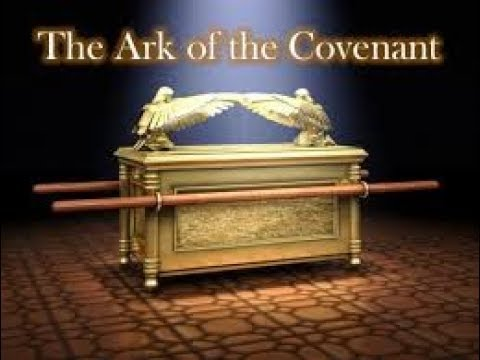 The Ark of the Covenant